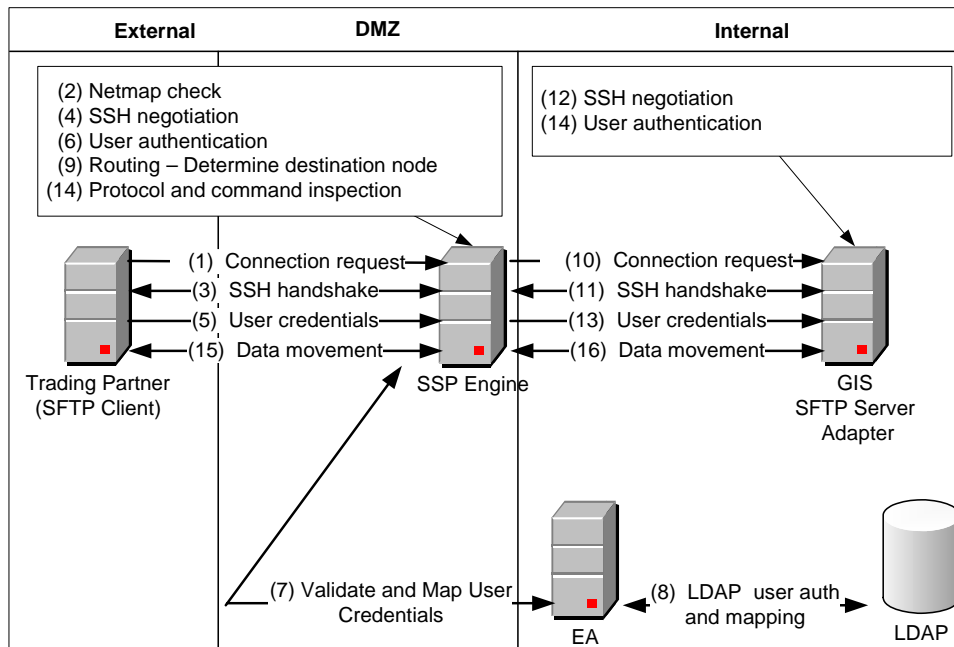 External
DMZ
Internal
(2) Netmap check
(4) SSH negotiation
(6) User authentication
(9) Routing – Determine destination node
(14) Protocol and command inspection
(12) SSH negotiation
(14) User authentication
(1) Connection request
(3) SSH handshake
(5) User credentials
(15) Data movement
(10) Connection request
(11) SSH handshake
(13) User credentials
(16) Data movement
Trading Partner
(SFTP Client)
SSP Engine
GIS
SFTP Server
Adapter
(7) Validate and Map User
Credentials
(8) LDAP user auth
and mapping
EA
LDAP